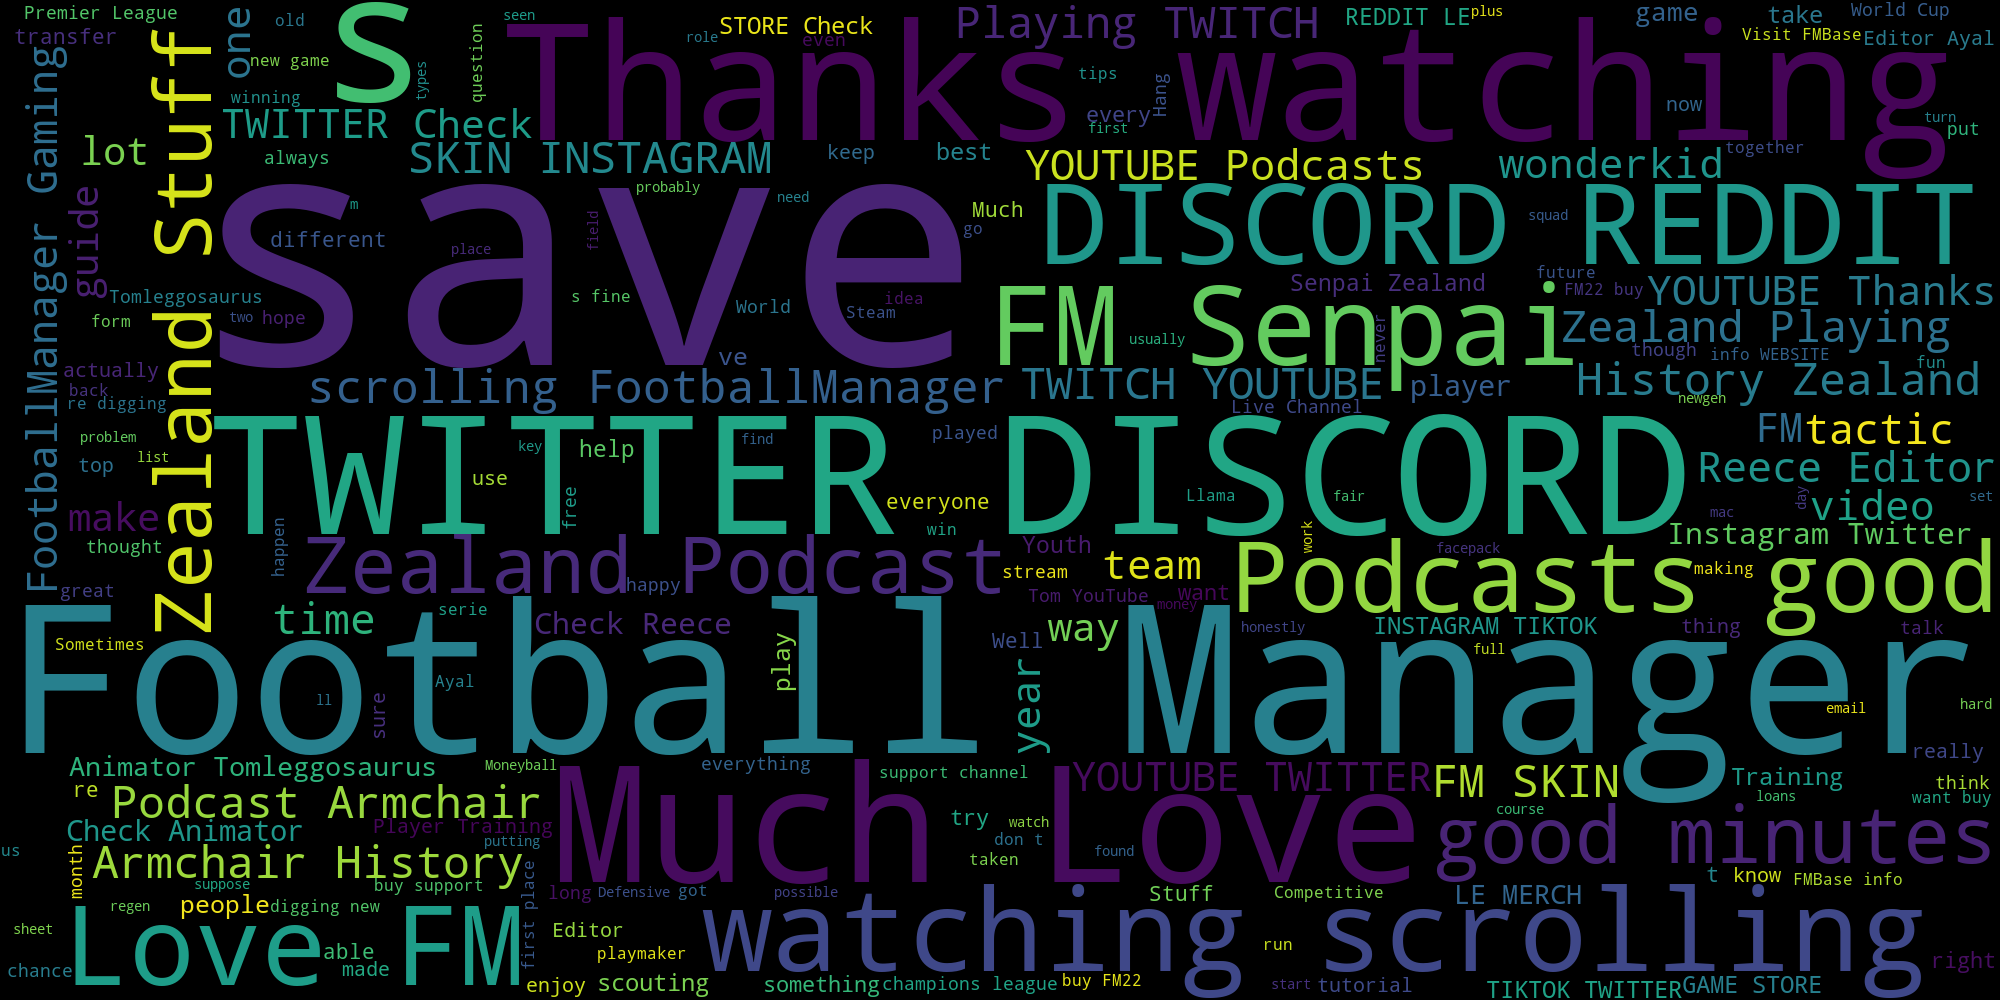 Premier League
old
one
s
seen
Thanks watching
role
STORE Check
even
Playing TWITCH
REDDIT LE
plus
game
take
World Cup
Visit FMBase
Editor Ayal
transfer
new game
types
question
tips
winning
every
Hang
now
turn
put
first
TWITTER Check
FootballManager Gaming
Zealand Stuff
lot
always
SKIN INSTAGRAM
keep
best
YOUTUBE Podcasts
wonderkid
together
guide
save
probably
m
need
Much
go
DISCORD REDDIT
squad
different
place
field
s fine
World
idea
Steam
Senpai Zealand
future
FM22 buy
YOUTUBE Thanks
Tomleggosaurus
two
hope
form
FM Senpai
usually
never
Zealand Playing
though
info WEBSITE
fun
actually
back
re digging
ve
scrolling FootballManager
TWITCH YOUTUBE
player
History Zealand
newgen
Live Channel
problem
list
top
TWITTER DISCORD
key
help
find
played
FM
tactic
use
free
everyone
Llama
fair
Reece Editor
day
video
set
make
thought
happen
win
mac
Instagram Twitter
Zealand Podcast
happy
Youth
stream
team
work
facepack
Podcasts good
making
great
Tom YouTube
want
money
time
serie
Check Reece
Well
way
honestly
INSTAGRAM TIKTOK
thing
talk
Sometimes
Football Manager
play
full
Ayal
ll
sure
year
email
hard
really
Animator Tomleggosaurus
Moneyball
everything
support channel
YOUTUBE TWITTER
FM SKIN
Training
think
re
Podcast Armchair
Much Love
loans
want buy
Check Animator
Player Training
putting
try
watch
don t
course
good minutes
us
month
Armchair History
taken
found
suppose
buy support
first place
long
Defensive
got
possible
Stuff
Competitive
t
know
FMBase info
regen
people
digging new
LE MERCH
sheet
Love FM
Editor
watching scrolling
able
made
playmaker
run
chance
enjoy
scouting
something
champions league
buy FM22
start
tutorial
TIKTOK TWITTER
GAME STORE
right